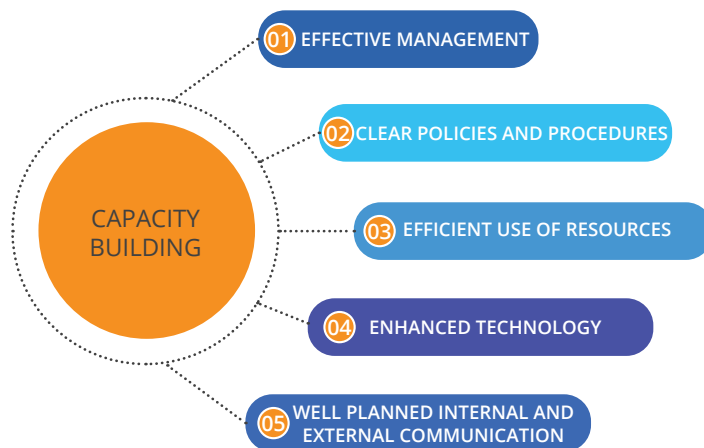 01 EFFECTIVE MANAGEMENT
02 CLEAR POLICIES AND PROCEDURES
CAPACITY
BUILDING
03 EFFICIENT USE OF RESOURCES
04 ENHANCED TECHNOLOGY
05 WELL PLANNED INTERNAL AND
EXTERNAL COMMUNICATION